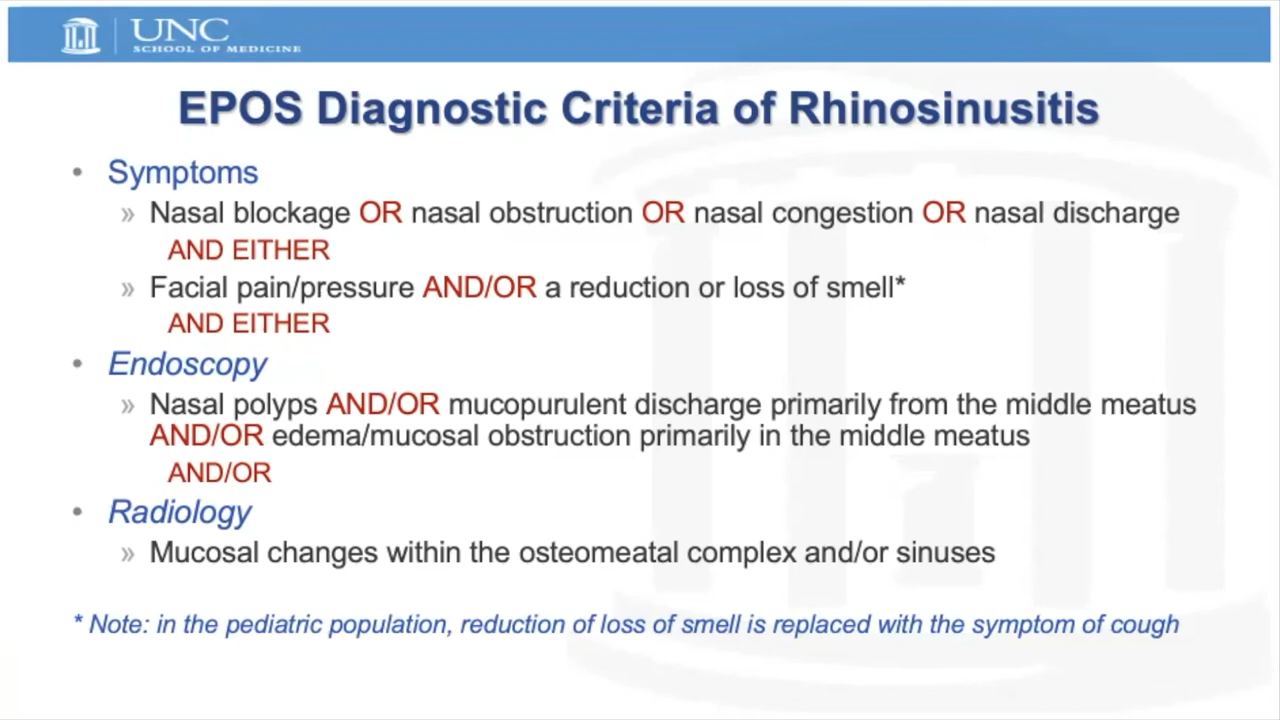 UNC
SCHOOL OF MEDICINE
EPOS Diagnostic Criteria of Rhinosinusitis
• Symptoms
» Nasal blockage OR nasal obstruction OR nasal congestion OR nasal discharge
AND EITHER
» Facial pain/pressure AND/OR a reduction or loss of smell*
AND EITHER
• Endoscopy
» Nasal polyps AND/OR mucopurulent discharge primarily from the middle meatus
AND/OR edema/mucosal obstruction primarily in the middle meatus
AND/OR
• Radiology
» Mucosal changes within the osteomeatal complex and/or sinuses
* Note: in the pediatric population, reduction of loss of smell is replaced with the symptom of cough